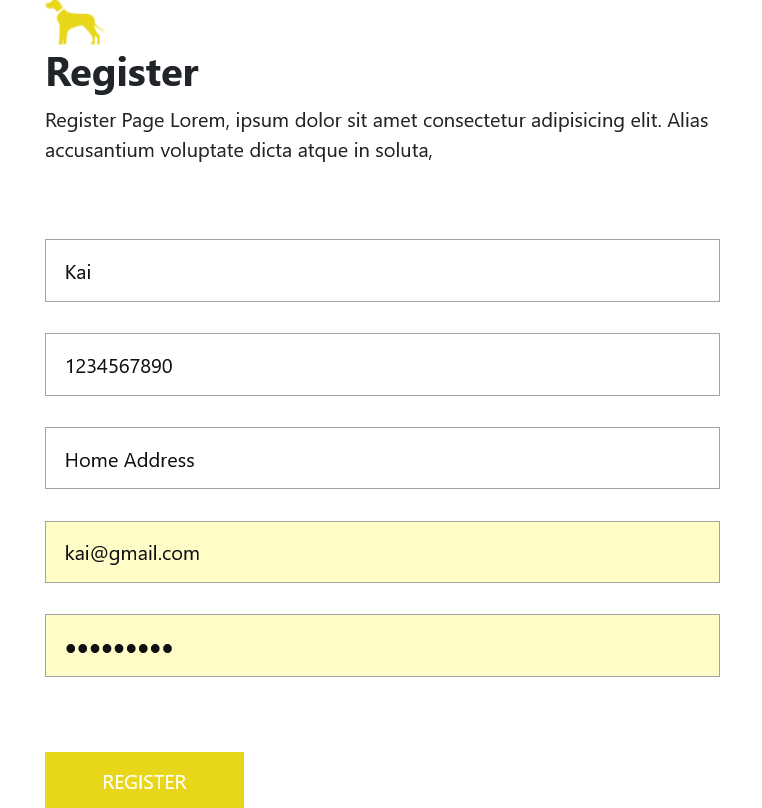 Register
Register Page Lorem, ipsum dolor sit amet consectetur adipisicing elit. Alias
accusantium voluptate dicta atque in soluta,
Kai
1234567890
Home Address
kai@gmail.com
●●●●●●●●●
REGISTER